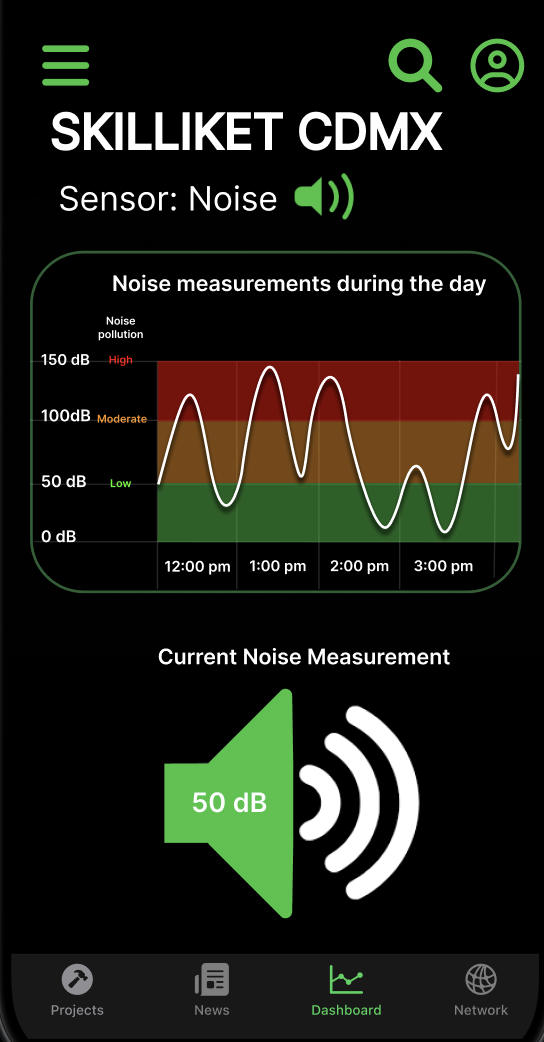 SKILLIKET CDMX
Sensor: Noise
Noise measurements during the day
Noise
pollution
150 dB High
100dB Moderate
50 dB Low
0 dB
12:00 pm 1:00 pm 2:00 pm 3:00 pm
Current Noise Measurement
50 dB
Projects News Dashboard Network